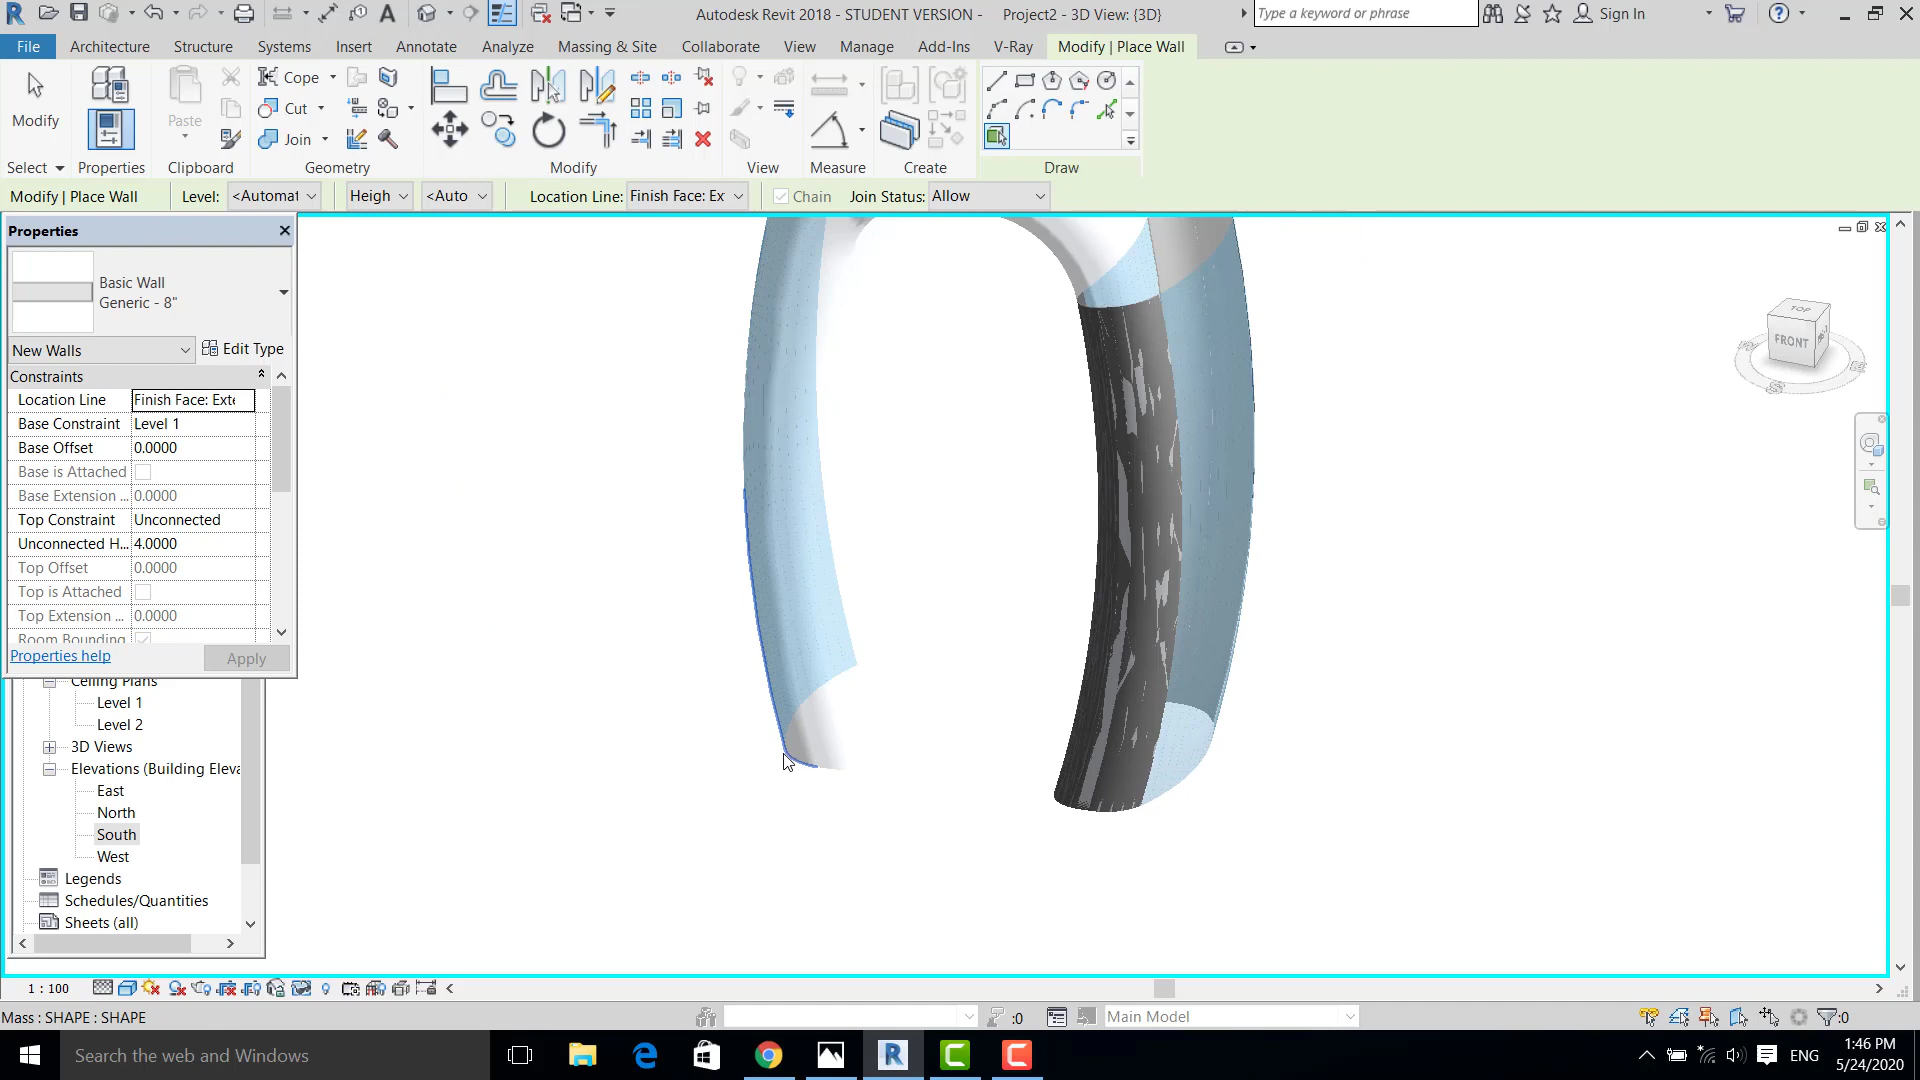 Autodesk Revit 2018 - STUDENT VERSION - Project2 - 3D View: {3D}
Type a keyword or phrase
Sign In
File Architecture Structure Systems Insert Annotate Analyze Massing & Site Collaborate View Manage Add-Ins V-Ray Modify | Place Wall
Modify
Paste
Cope
Cut
Join
Select Properties Clipboard Geometry Modify View Measure Create Draw
Modify | Place Wall Level: <Automat Heigh <Auto Location Line: Finish Face: Ex Chain Join Status: Allow
Properties
Basic Wall
Generic - 8"
New Walls Edit Type
Constraints
Location Line Finish Face: Exte
Base Constraint Level 1
Base Offset 0.0000
Base is Attached
Base Extension ... 0.0000
Top Constraint Unconnected
Unconnected H... 4.0000
Top Offset 0.0000
Top is Attached
Top Extension ... 0.0000
Room Bounding
Properties help Apply
Ceiling Plans
Level 1
Level 2
3D Views
Elevations (Building Eleva
East
North
South
West
Legends
Schedules/Quantities
Sheets (all)
TOP
FRONT
1 : 100
Mass : SHAPE : SHAPE
:0
Main Model
:0
Search the web and Windows
ENG
1:46 PM
5/24/2020